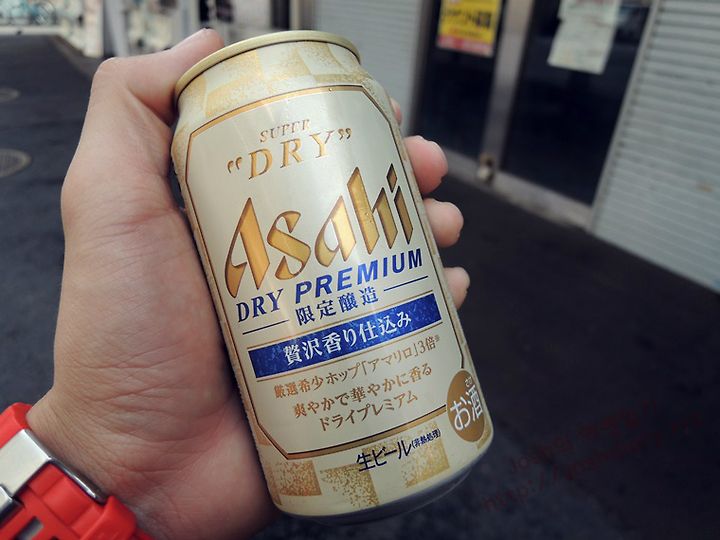 SUPER
"DRY"
Asahi
DRY PREMIUM
限定醸造
贅沢香り仕込み
厳選希少ホップ「アマリロ」3倍※
爽やかで華やかに香る
ドライプレミアム
生ビール(非熱処理)
お酒